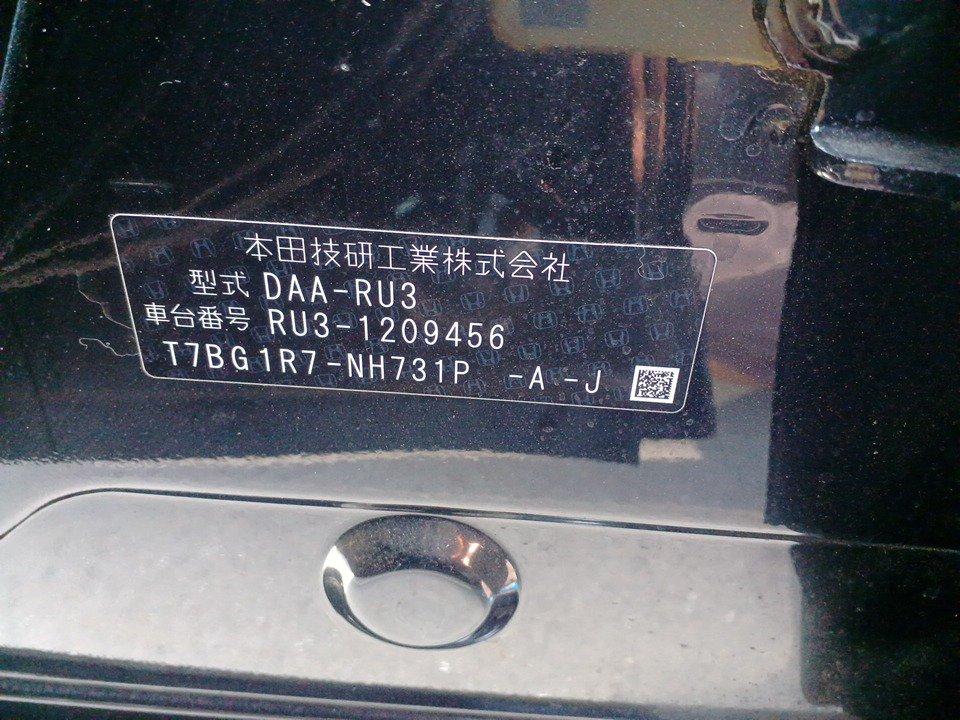 本田技研工業株式会社
型式 DAA-RU3
車台番号 RU3-1209456
T7BG1R7-NH731P -A-J